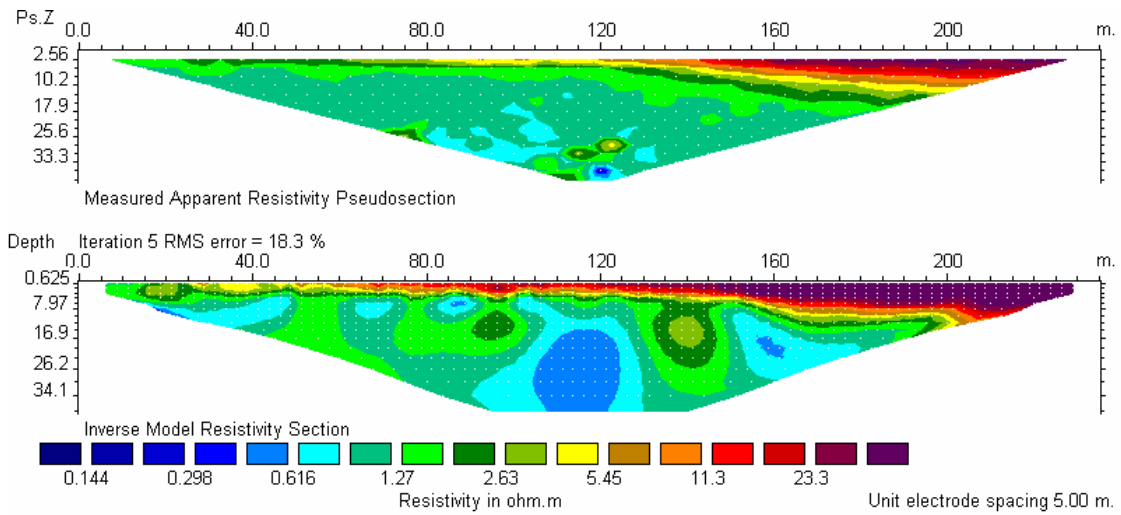 Ps.Z
0.0 40.0 80.0 120 160 200 m.
2.56
10.2
17.9
25.6
33.3
Measured Apparent Resistivity Pseudosection
Depth Iteration 5 RMS error = 18.3 %
0.0 40.0 80.0 120 160 200 m.
0.625
7.97
16.9
26.2
34.1
Inverse Model Resistivity Section
0.144 0.298 0.616 1.27 2.63 5.45 11.3 23.3
Resistivity in ohm.m Unit electrode spacing 5.00 m.